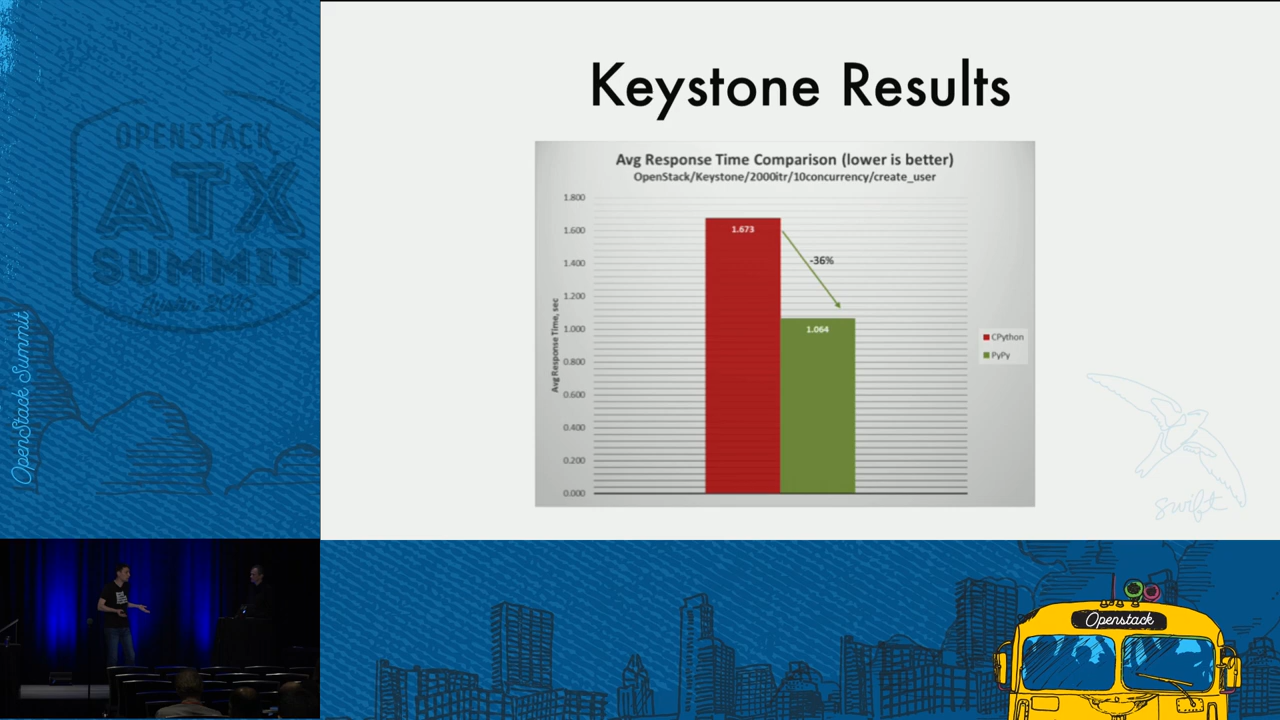 OPENSTACK
ATX
SUMMIT
Austin 2016
OpenStack Summit
Keystone Results
Avg Response Time Comparison (lower is better)
OpenStack/Keystone/2000itr/10concurrency/create_user
Avg Response Time, sec
1.800
1.600
1.400
1.200
1.000
0.800
0.600
0.400
0.200
0.000
1.673
-36%
1.064
CPython
PyPy
swift
Openstack